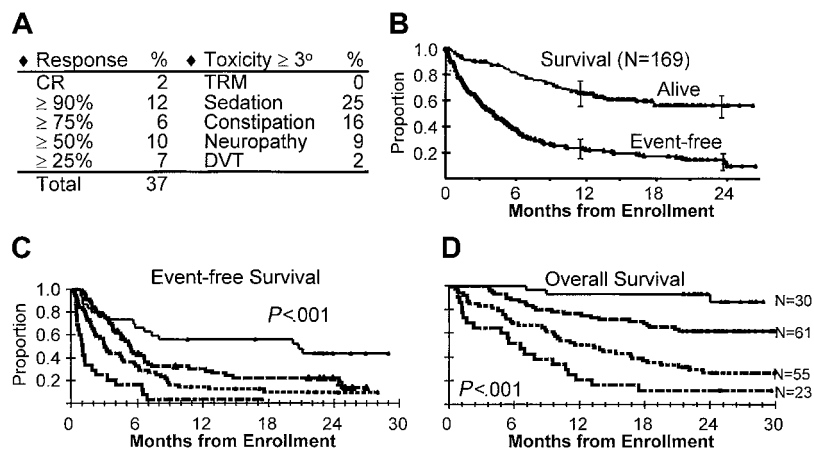 A
♦ Response % ♦ Toxicity ≥ 3° %
CR 2 TRM 0
≥ 90% 12 Sedation 25
≥ 75% 6 Constipation 16
≥ 50% 10 Neuropathy 9
≥ 25% 7 DVT 2
Total 37
B
Survival (N=169)
Alive
Event-free
Proportion
1.0
0.8
0.6
0.4
0.2
0 6 12 18 24
Months from Enrollment
C
Event-free Survival
P<.001
Proportion
1.0
0.8
0.6
0.4
0.2
0 6 12 18 24 30
Months from Enrollment
D
Overall Survival
N=30
N=61
N=55
N=23
P<.001
0 6 12 18 24 30
Months from Enrollment